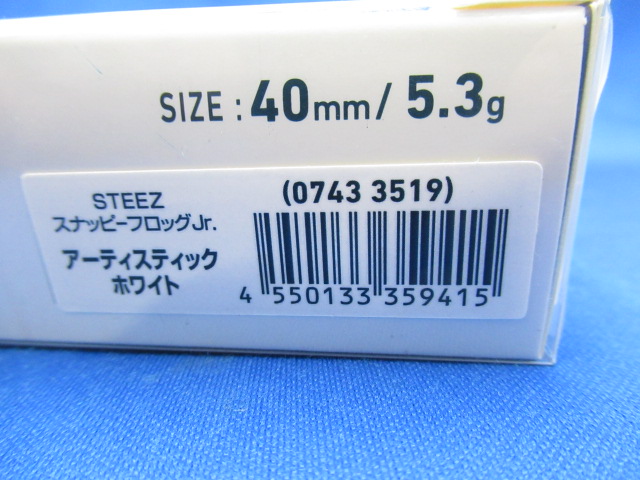 SIZE : 40mm/ 5.3g
STEEZ
スナッピーフロッグJr.
アーティスティック
ホワイト
(0743 3519)
4 550133 359415